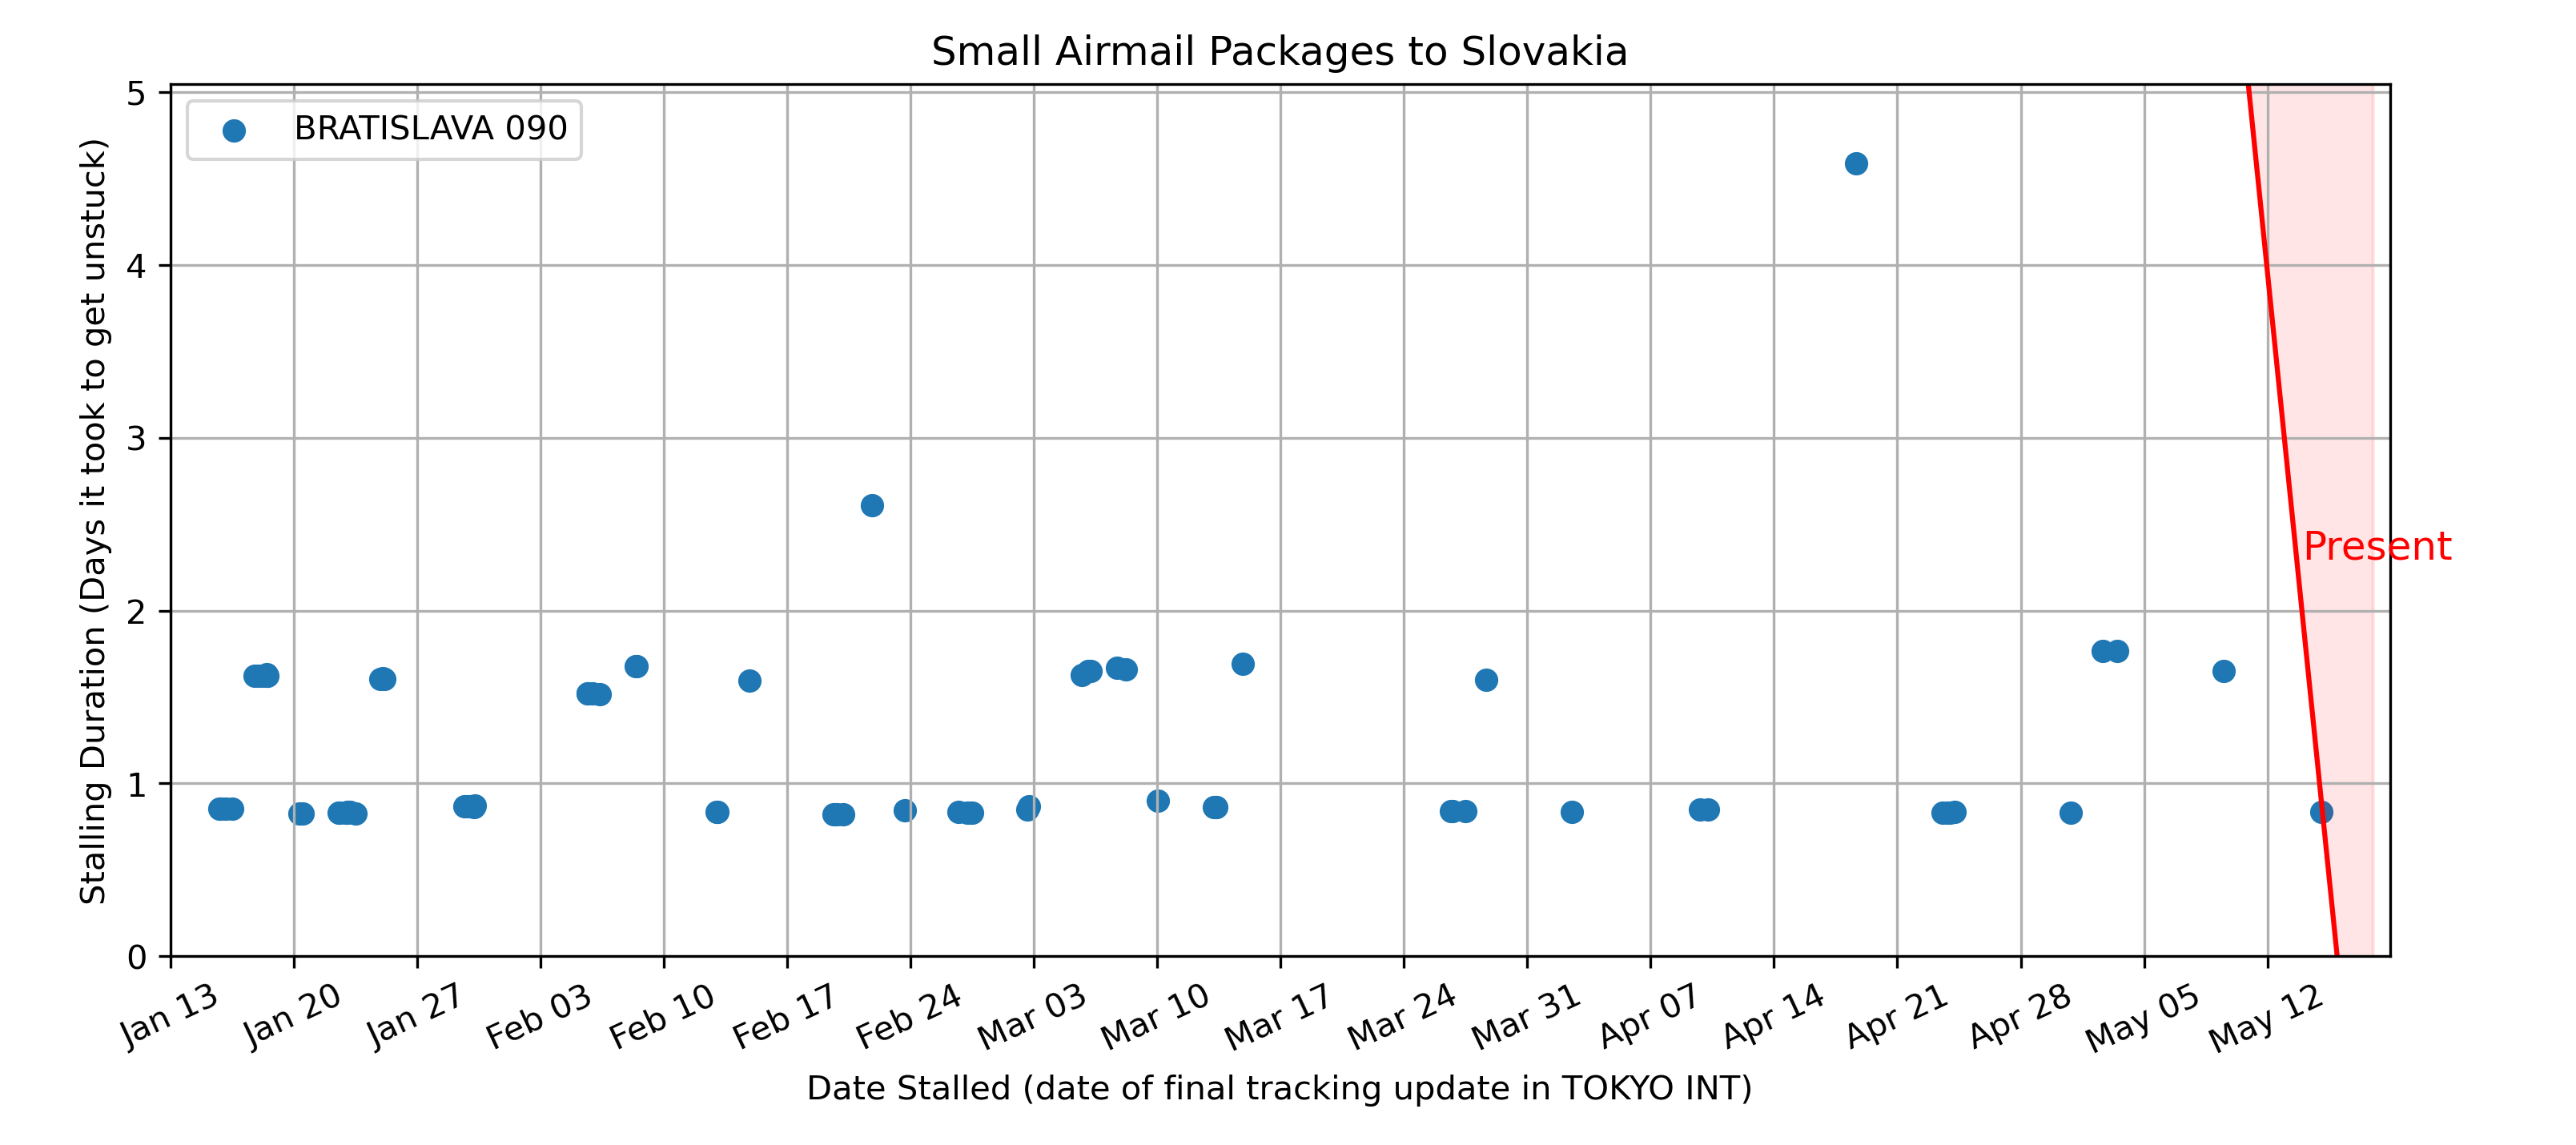 Small Airmail Packages to Slovakia
BRATISLAVA 090
Stalling Duration (Days it took to get unstuck)
5
4
3
2
1
0
Present
Jan 13
Jan 20
Jan 27
Feb 03
Feb 10
Feb 17
Feb 24
Mar 03
Mar 10
Mar 17
Mar 24
Mar 31
Apr 07
Apr 14
Apr 21
Apr 28
May 05
May 12
Date Stalled (date of final tracking update in TOKYO INT)